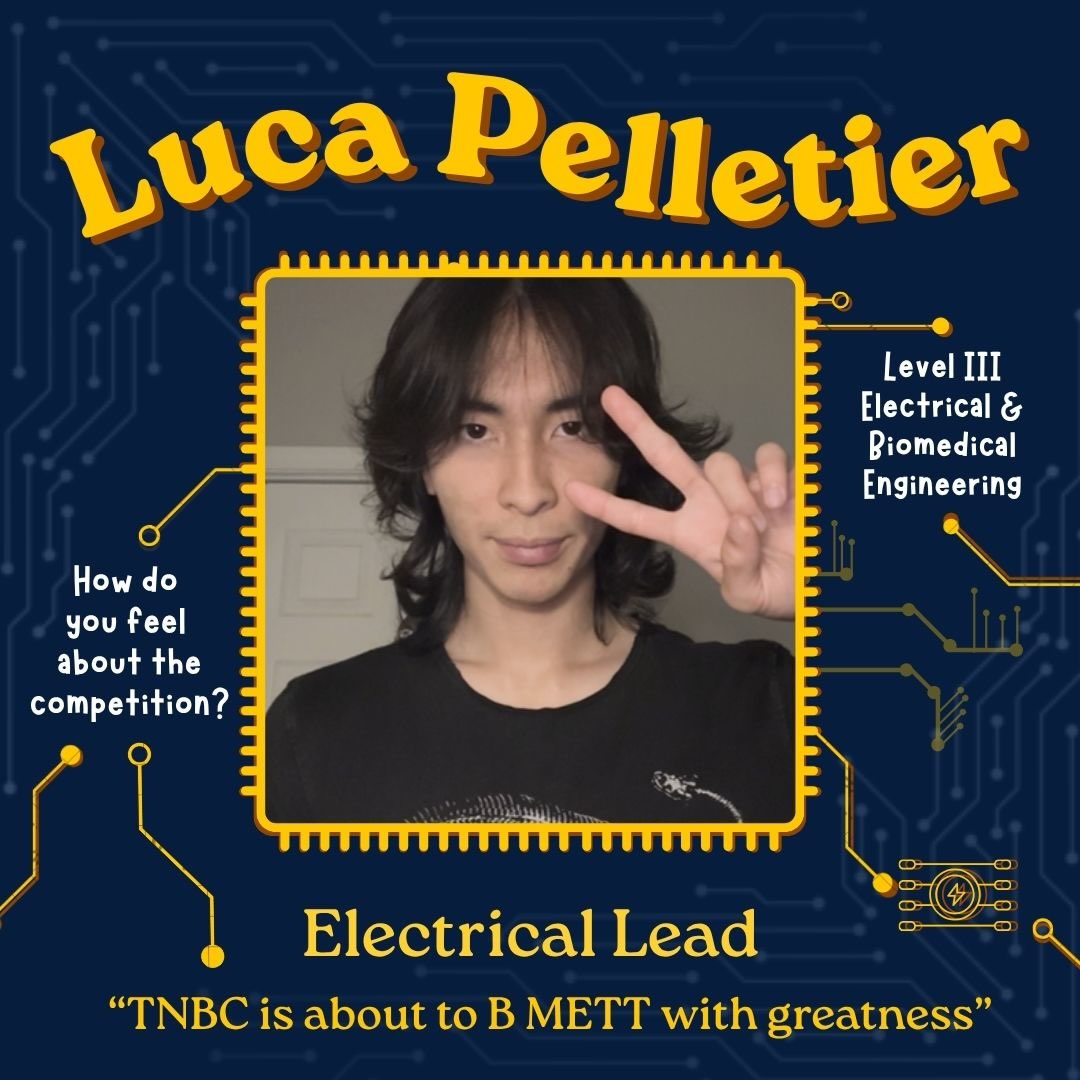 Luca Pelletier
Level III
Electrical &
Biomedical
Engineering
How do
you feel
about the
competition?
Electrical Lead
“TNBC is about to B METT with greatness”